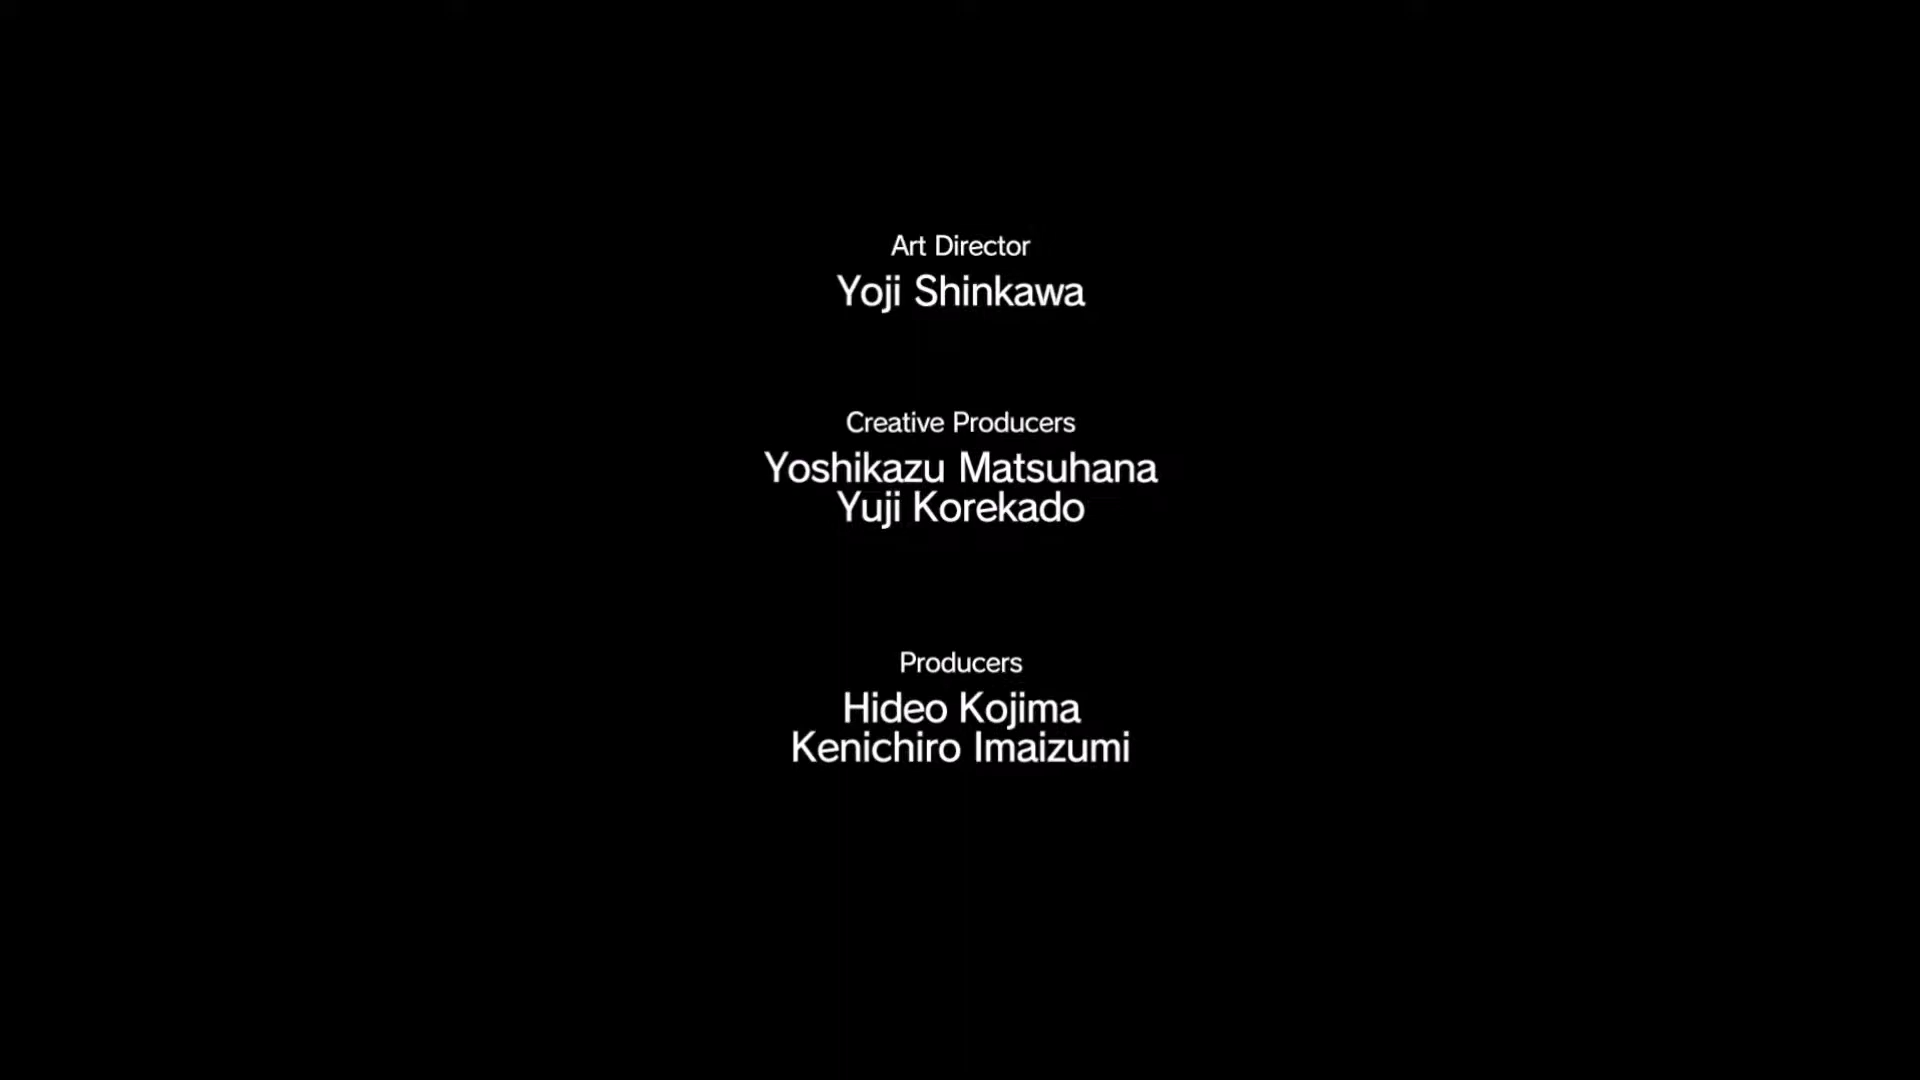 Art Director
Yoji Shinkawa
Creative Producers
Yoshikazu Matsuhana
Yuji Korekado
Producers
Hideo Kojima
Kenichiro Imaizumi